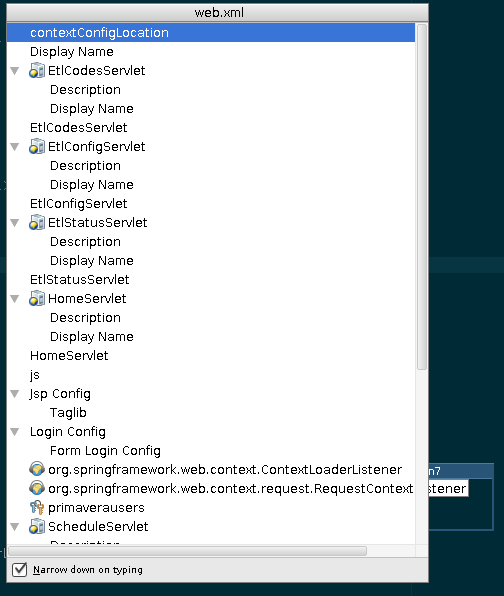 web.xml
contextConfigLocation
Display Name
EtlCodesServlet
Description
Display Name
EtlCodesServlet
EtlConfigServlet
Description
Display Name
EtlConfigServlet
EtlStatusServlet
Description
Display Name
EtlStatusServlet
HomeServlet
Description
Display Name
HomeServlet
js
Jsp Config
Taglib
Login Config
Form Login Config
org.springframework.web.context.ContextLoaderListener
n7
org.springframework.web.context.request.RequestContext
stener
primaverausers
ScheduleServlet
Description
Narrow down on typing